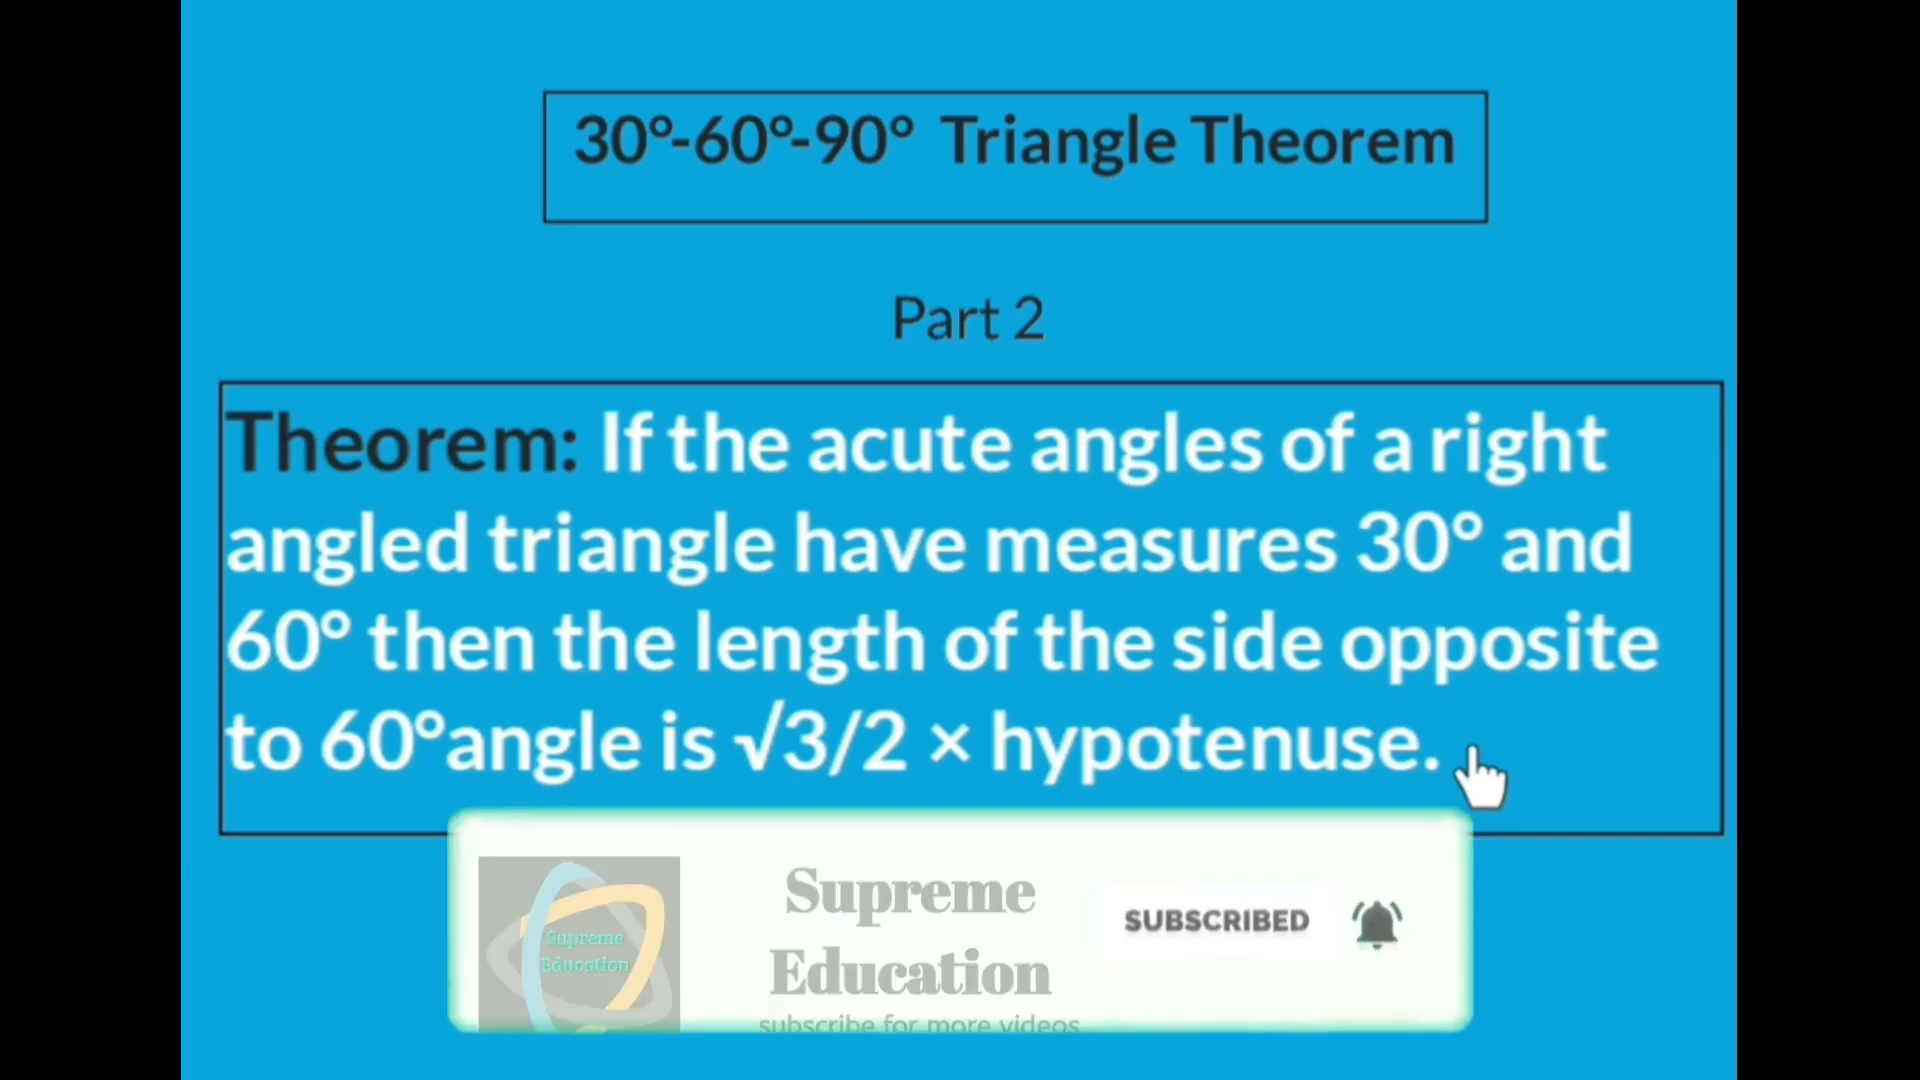 30°-60°-90° Triangle Theorem
Part 2
Theorem: If the acute angles of a right
angled triangle have measures 30° and
60° then the length of the side opposite
to 60°angle is √3/2 × hypotenuse.
Supreme
Education
Supreme
Education
SUBSCRIBED
subscribe for more videos